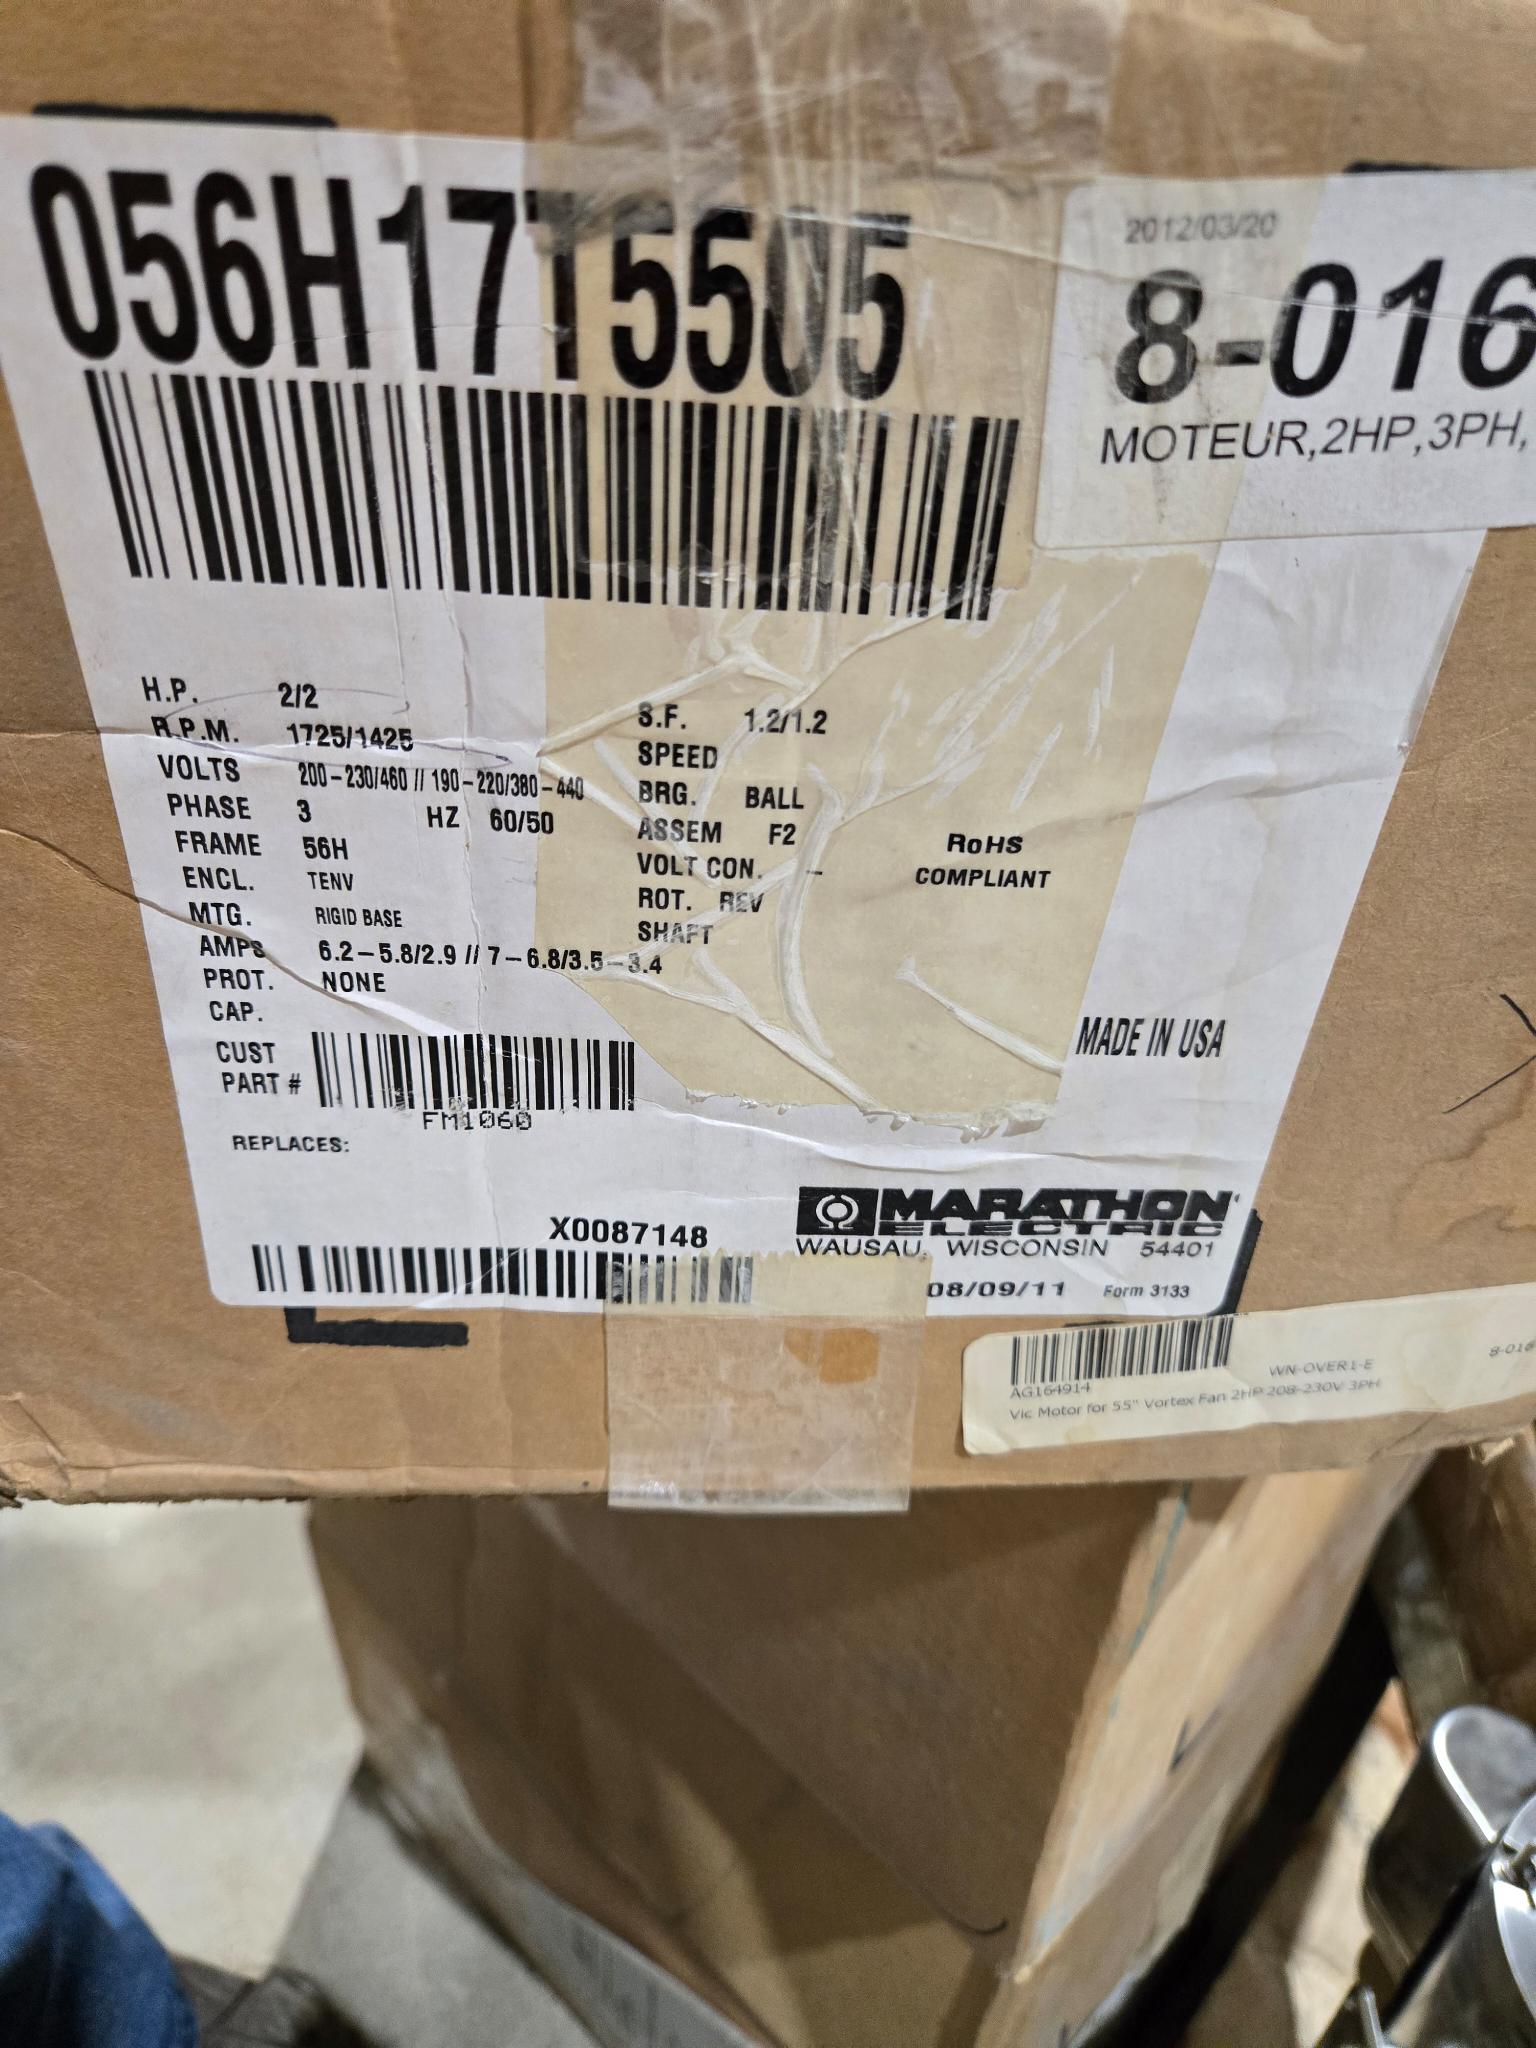 056H17T5505
2012/03/20
8-016
MOTEUR,2HP,3PH,
H.P. 2/2
R.P.M. 1725/1425
VOLTS 200-230/460 // 190-220/380-440
PHASE 3 HZ 60/50
FRAME 56H
ENCL. TENV
MTG. RIGID BASE
AMPS 6.2-5.8/2.9 // 7-6.8/3.5-3.4
PROT. NONE
CAP.
CUST
PART #
FM1060
REPLACES:
S.F. 1.2/1.2
SPEED
BRG. BALL
ASSEM F2
VOLT CON. -
ROT. REV
SHAFT
RoHS
COMPLIANT
MADE IN USA
X0087148
MARATHON
ELECTRIC
WAUSAU, WISCONSIN 54401
08/09/11 Form 3133
WN-OVER1-E 8-016
AG164914
Vic Motor for 55" Vortex Fan 2HP 208-230V 3PH